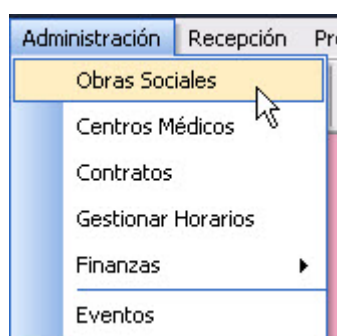 Administración Recepción
Obras Sociales
Centros Médicos
Contratos
Gestionar Horarios
Finanzas
Eventos